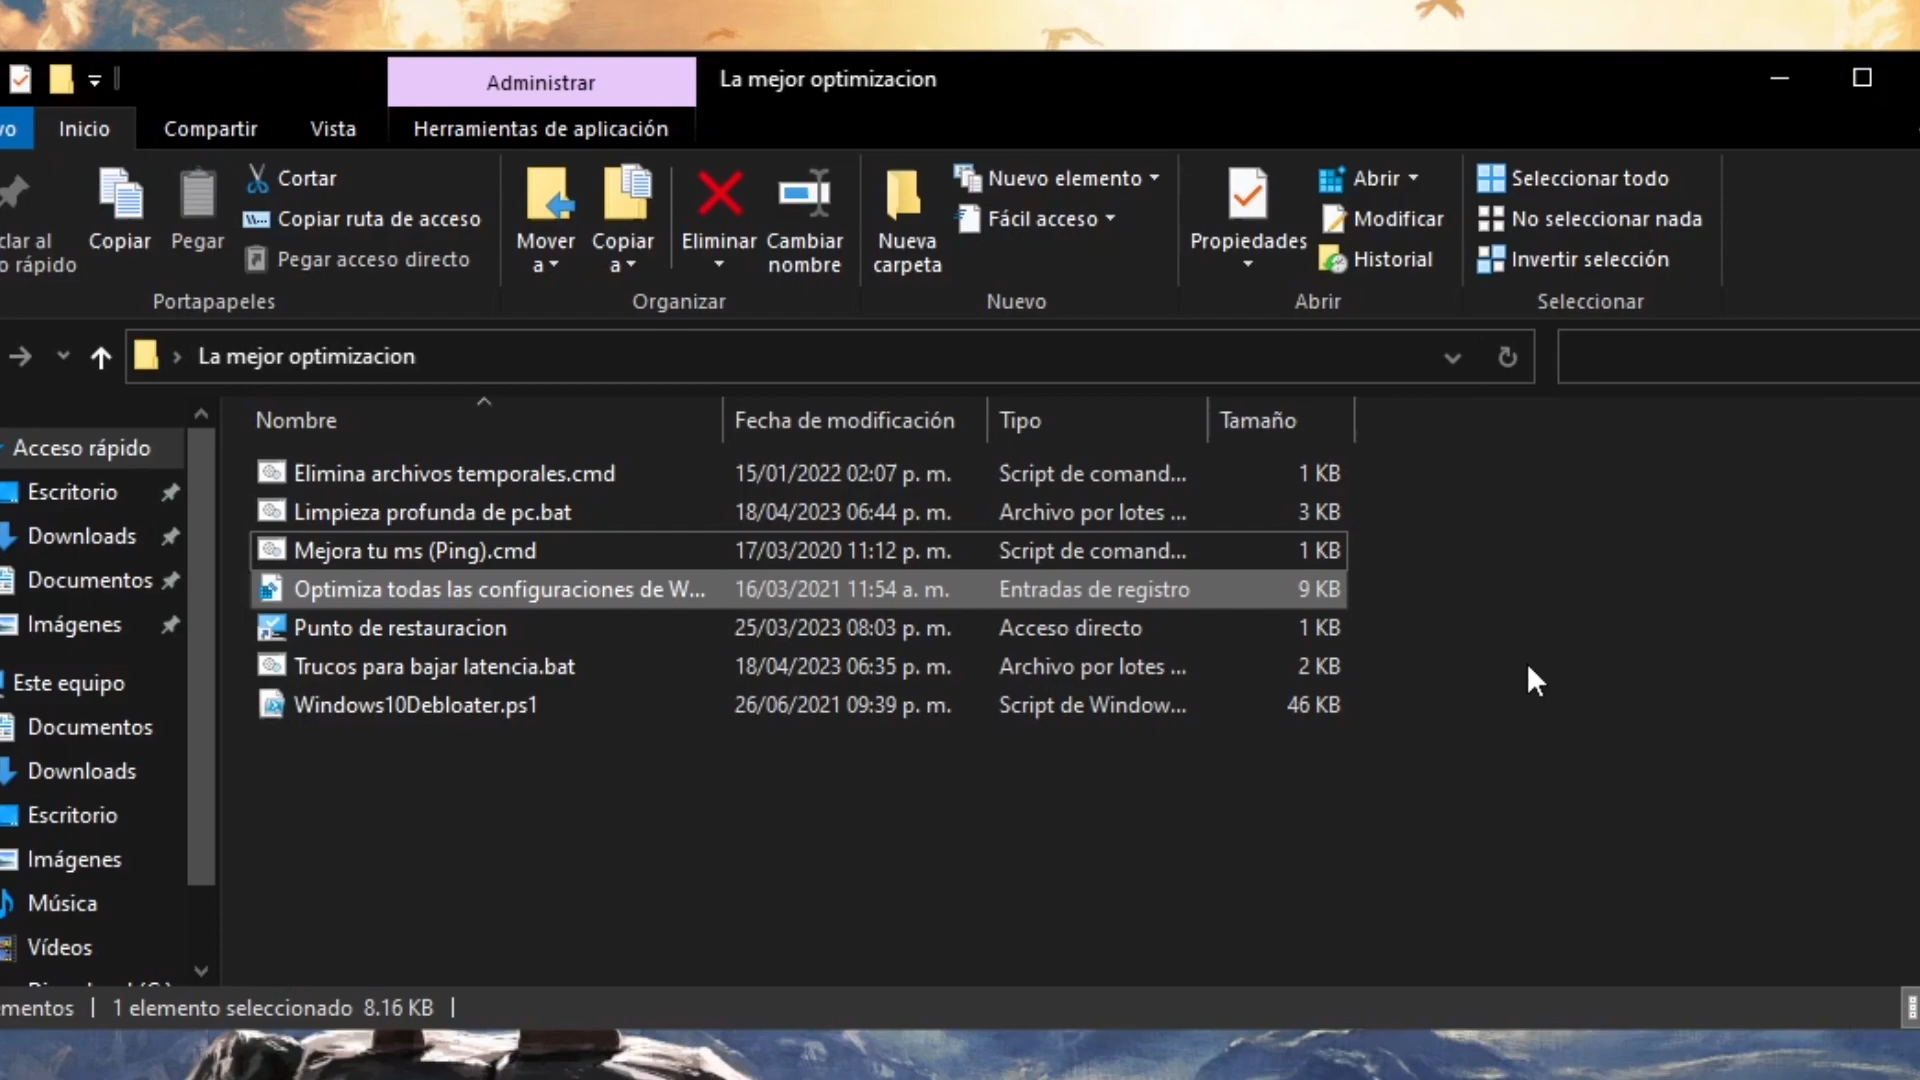 Administrar
La mejor optimizacion
vo
Inicio
Compartir
Vista
Herramientas de aplicación
clar al
o rápido
Copiar
Pegar
Cortar
Copiar ruta de acceso
Pegar acceso directo
Portapapeles
Mover
a
Copiar
a
Eliminar
Cambiar
nombre
Organizar
Nueva
carpeta
Nuevo elemento
Fácil acceso
Nuevo
Propiedades
Abrir
Modificar
Historial
Abrir
Seleccionar todo
No seleccionar nada
Invertir selección
Seleccionar
La mejor optimizacion
Nombre
Fecha de modificación
Tipo
Tamaño
Elimina archivos temporales.cmd 15/01/2022 02:07 p. m. Script de comand... 1 KB
Limpieza profunda de pc.bat 18/04/2023 06:44 p. m. Archivo por lotes ... 3 KB
Mejora tu ms (Ping).cmd 17/03/2020 11:12 p. m. Script de comand... 1 KB
Optimiza todas las configuraciones de W... 16/03/2021 11:54 a. m. Entradas de registro 9 KB
Punto de restauracion 25/03/2023 08:03 p. m. Acceso directo 1 KB
Trucos para bajar latencia.bat 18/04/2023 06:35 p. m. Archivo por lotes ... 2 KB
Windows10Debloater.ps1 26/06/2021 09:39 p. m. Script de Window... 46 KB
Acceso rápido
Escritorio
Downloads
Documentos
Imágenes
Este equipo
Documentos
Downloads
Escritorio
Imágenes
Música
Vídeos
ementos
1 elemento seleccionado 8.16 KB